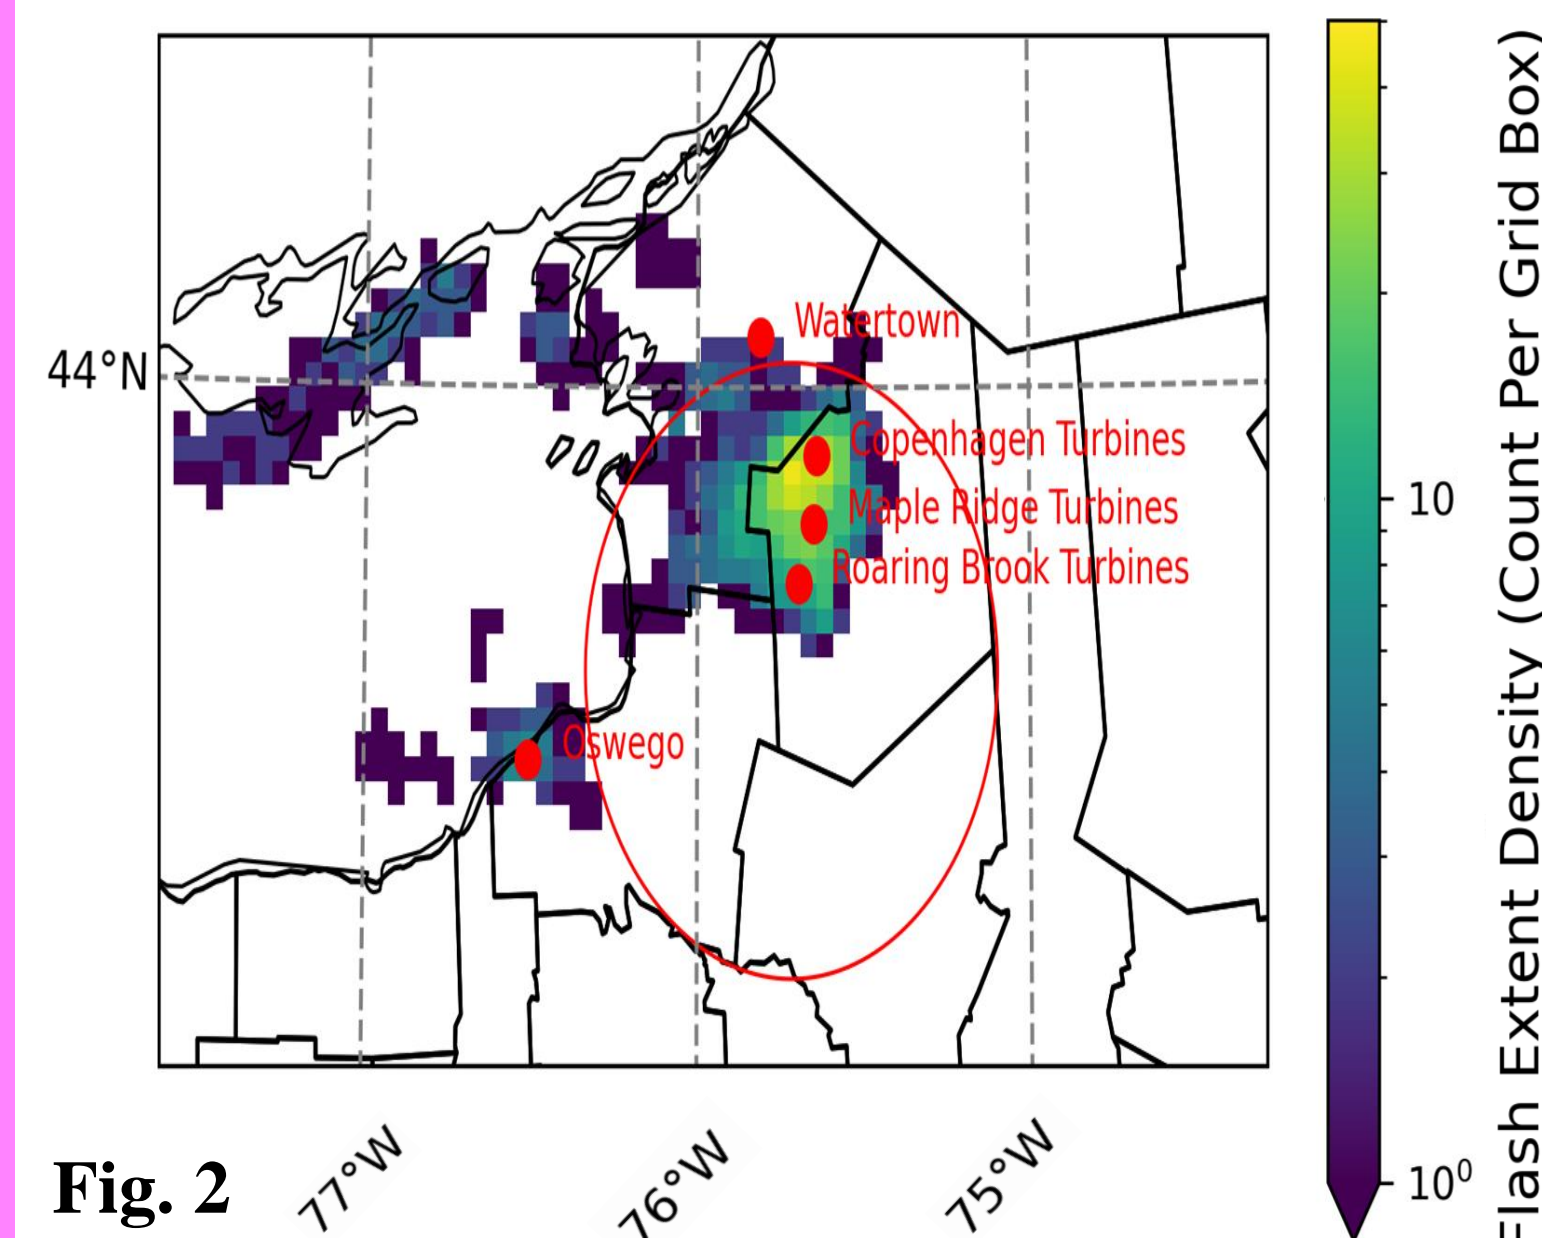 Watertown
44°N
Copenhagen Turbines
Maple Ridge Turbines
Roaring Brook Turbines
Oswego
77°W
76°W
75°W
Fig. 2
10
10⁰
Flash Extent Density (Count Per Grid Box)